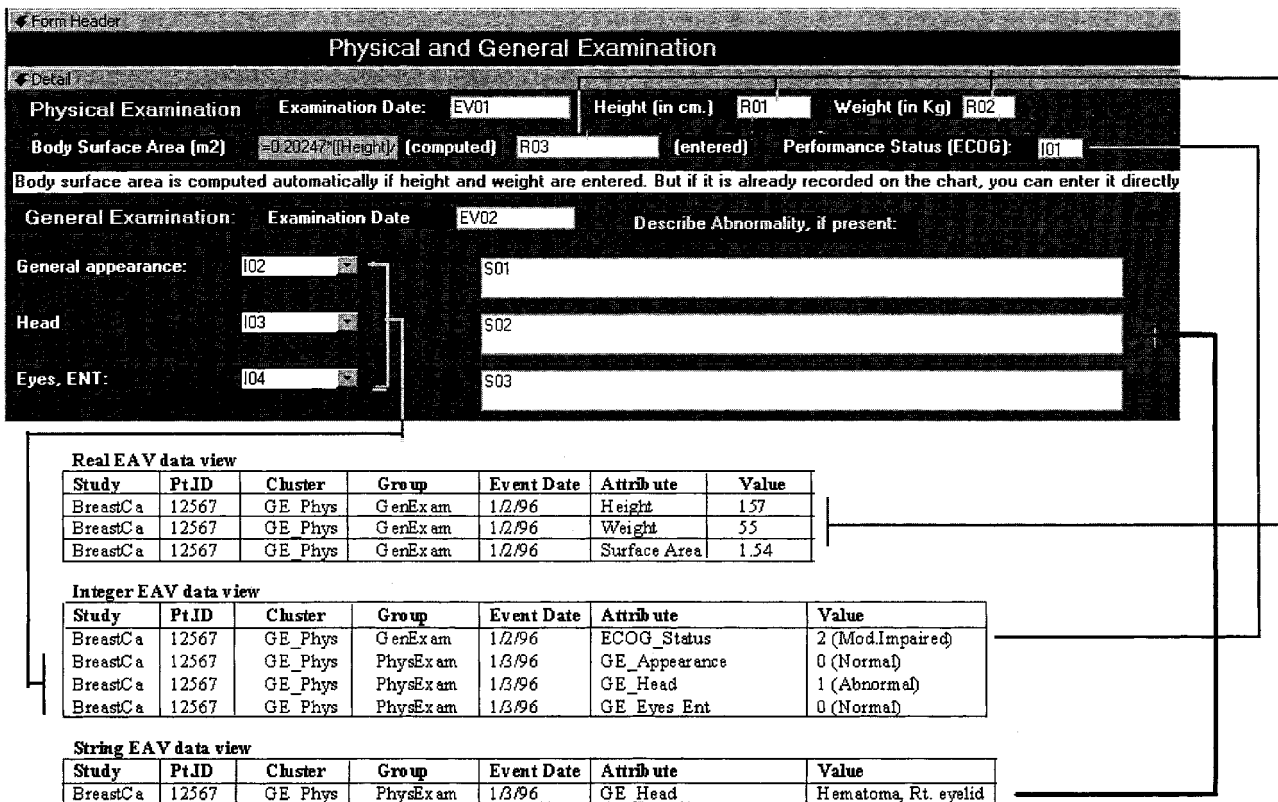 Form Header
Physical and General Examination
Detail
Physical Examination Examination Date: EV01 Height (in cm.) R01 Weight (in Kg) R02
Body Surface Area (m2) =0.20247*([Height]/ (computed) R03 (entered) Performance Status (ECOG): I01
Body surface area is computed automatically if height and weight are entered. But if it is already recorded on the chart, you can enter it directly
General Examination: Examination Date EV02 Describe Abnormality, if present:
General appearance: I02 S01
Head I03 S02
Eyes, ENT: I04 S03
Real EAV data view
Study Pt.ID Cluster Group Event Date Attribute Value
BreastCa 12567 GE_Phys GenExam 1/2/96 Height 157
BreastCa 12567 GE_Phys GenExam 1/2/96 Weight 55
BreastCa 12567 GE_Phys GenExam 1/2/96 Surface Area 1.54
Integer EAV data view
Study Pt.ID Cluster Group Event Date Attribute Value
BreastCa 12567 GE_Phys GenExam 1/2/96 ECOG_Status 2 (Mod.Impaired)
BreastCa 12567 GE_Phys PhysExam 1/3/96 GE_Appearance 0 (Normal)
BreastCa 12567 GE_Phys PhysExam 1/3/96 GE_Head 1 (Abnormal)
BreastCa 12567 GE_Phys PhysExam 1/3/96 GE_Eyes_Ent 0 (Normal)
String EAV data view
Study Pt.ID Cluster Group Event Date Attribute Value
BreastCa 12567 GE_Phys PhysExam 1/3/96 GE_Head Hematoma, Rt. eyelid